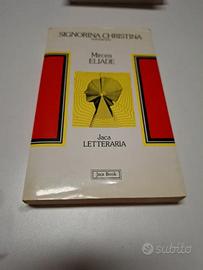 SIGNORINA CHRISTINA
Mircea
ELIADE
Jaca
LETTERARIA
Jaca Book
subito